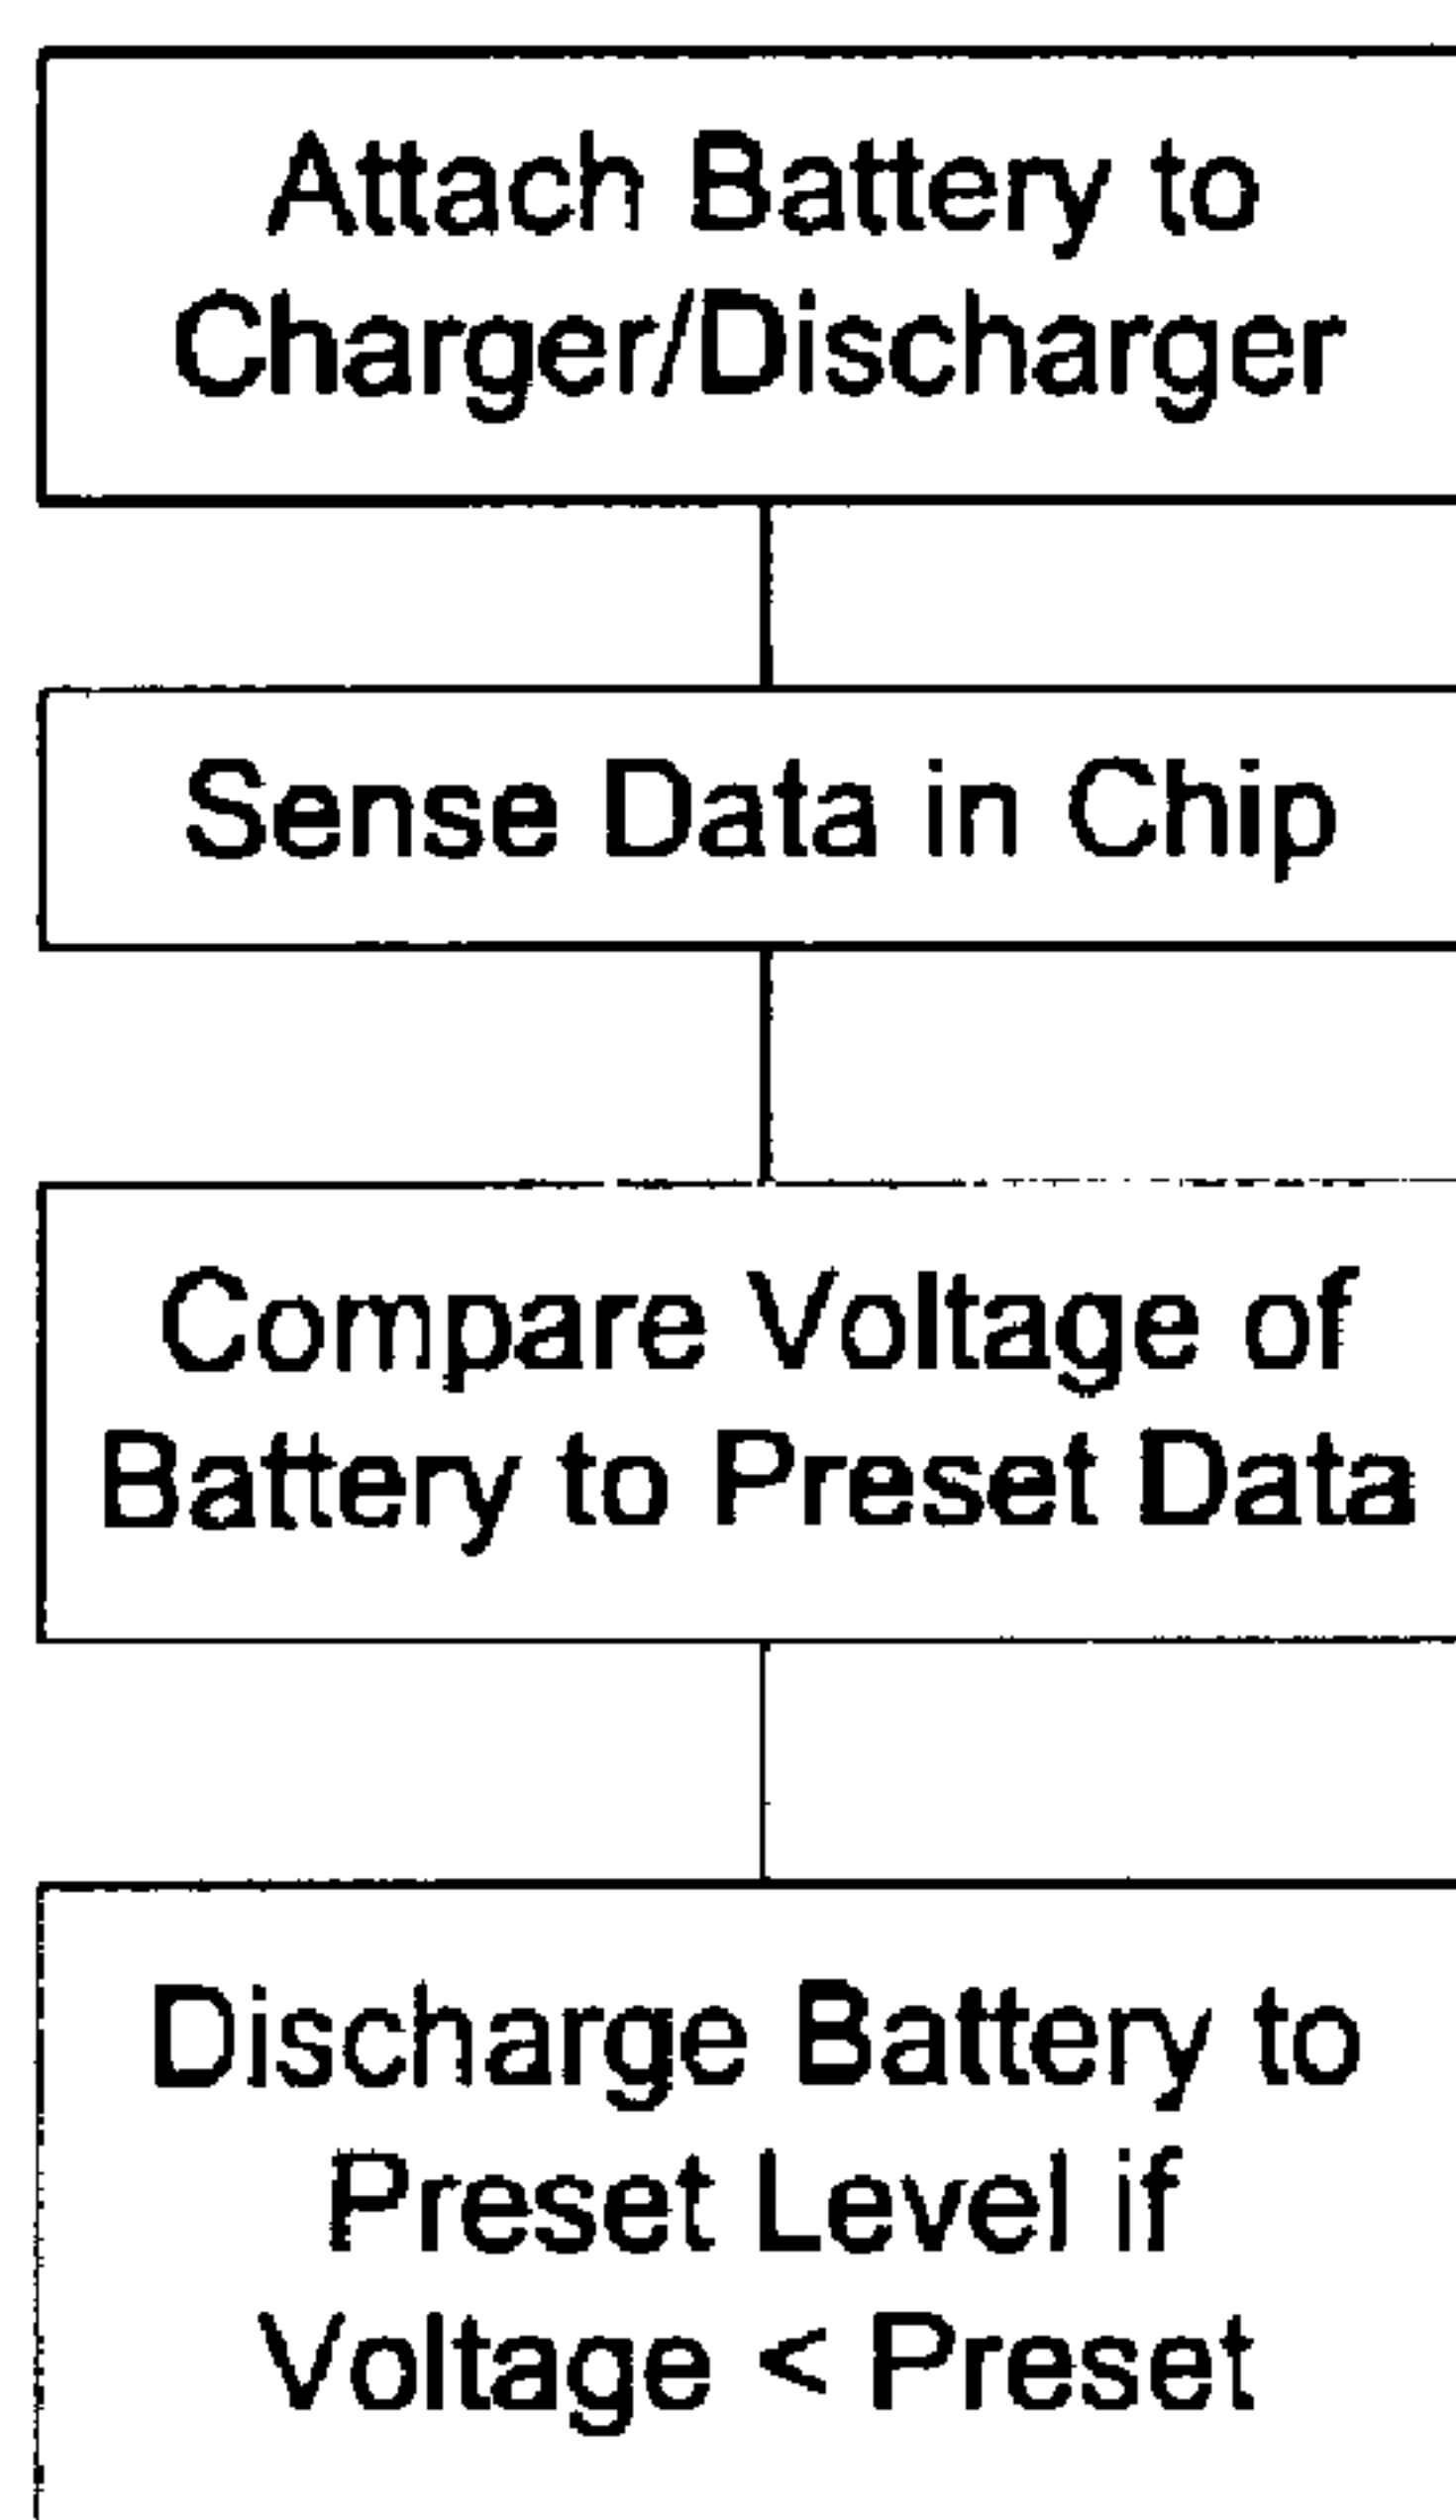 Attach Battery to
Charger/Discharger
Sense Data in Chip
Compare Voltage of
Battery to Preset Data
Discharge Battery to
Preset Level if
Voltage < Preset